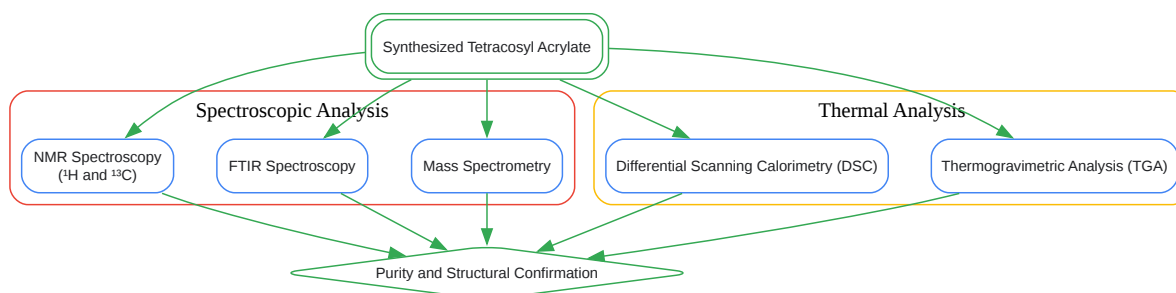 Synthesized Tetracosyl Acrylate
Spectroscopic Analysis
Thermal Analysis
NMR Spectroscopy
(¹H and ¹³C)
FTIR Spectroscopy
Mass Spectrometry
Differential Scanning Calorimetry (DSC)
Thermogravimetric Analysis (TGA)
Purity and Structural Confirmation